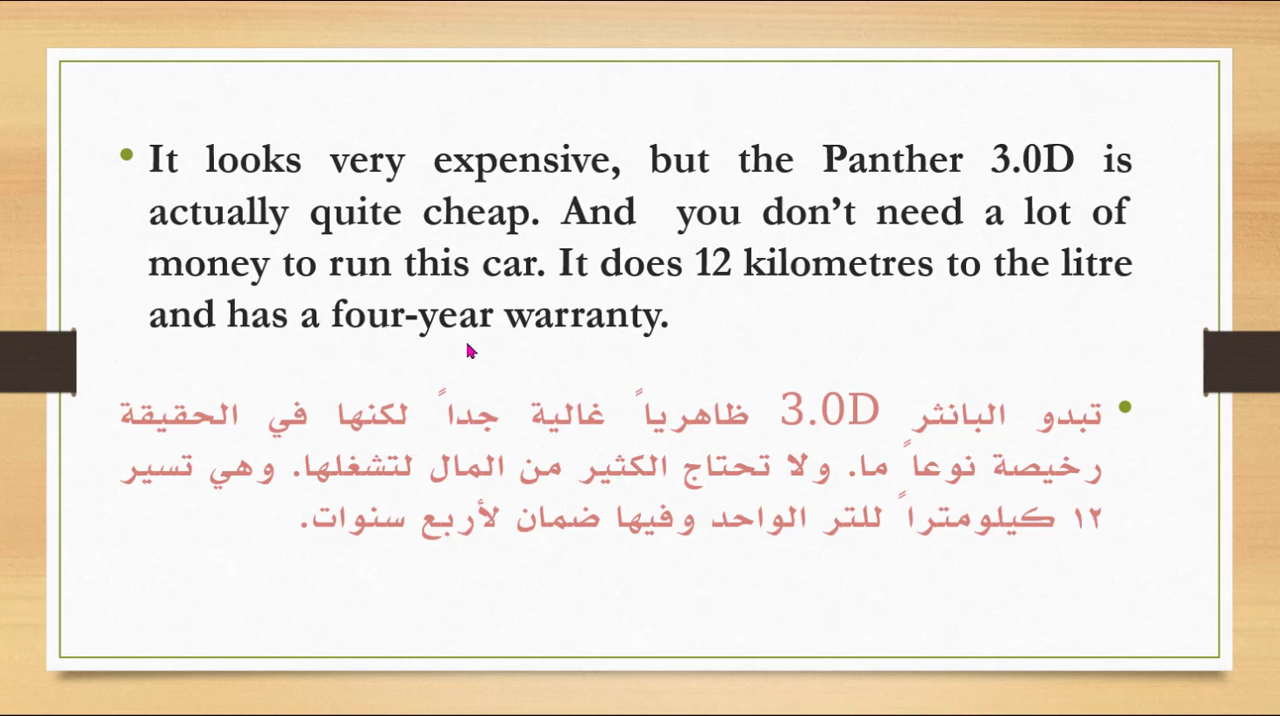 • It looks very expensive, but the Panther 3.0D is
actually quite cheap. And you don’t need a lot of
money to run this car. It does 12 kilometres to the litre
and has a four-year warranty.
• تبدو البانثر 3.0D ظاهرياً غالية جداً لكنها في الحقيقة
رخيصة نوعاً ما. ولا تحتاج الكثير من المال لتشغلها. وهي تسير
١٢ كيلومتراً للتر الواحد وفيها ضمان لأربع سنوات.